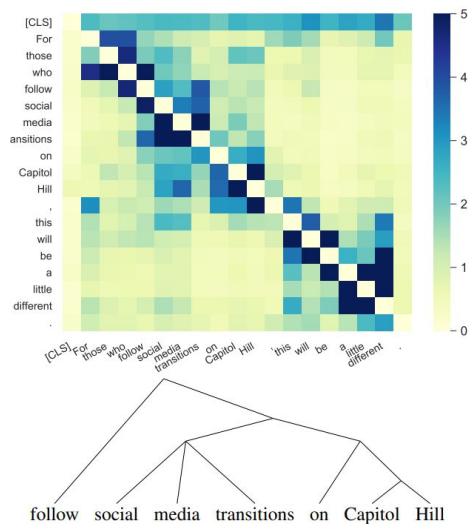 [CLS]
For
those
who
follow
social
media
ansitions
on
Capitol
Hill
,
this
will
be
a
little
different
.
5
4
3
2
1
0
[CLS] For those who follow social media transitions on Capitol Hill , this will be a little different .
follow social media transitions on Capitol Hill